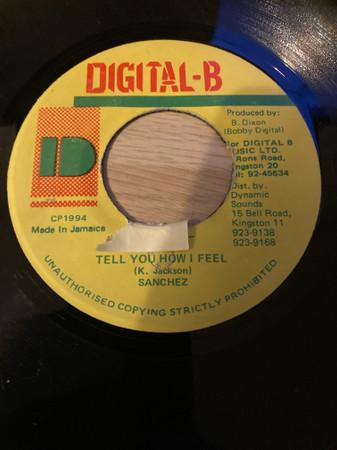 DIGITAL-B
D
Produced by:
B. Dixon
(Bobby Digital)
for DIGITAL B
MUSIC LTD.
Rons Road,
Kingston 20
92-45634
Dist. by
Dynamic
Sounds
15 Bell Road,
Kingston 11
923-9138
923-9168
CP1994
Made In Jamaica
TELL YOU HOW I FEEL
(K. Jackson)
SANCHEZ
UNAUTHORISED COPYING STRICTLY PROHIBITED